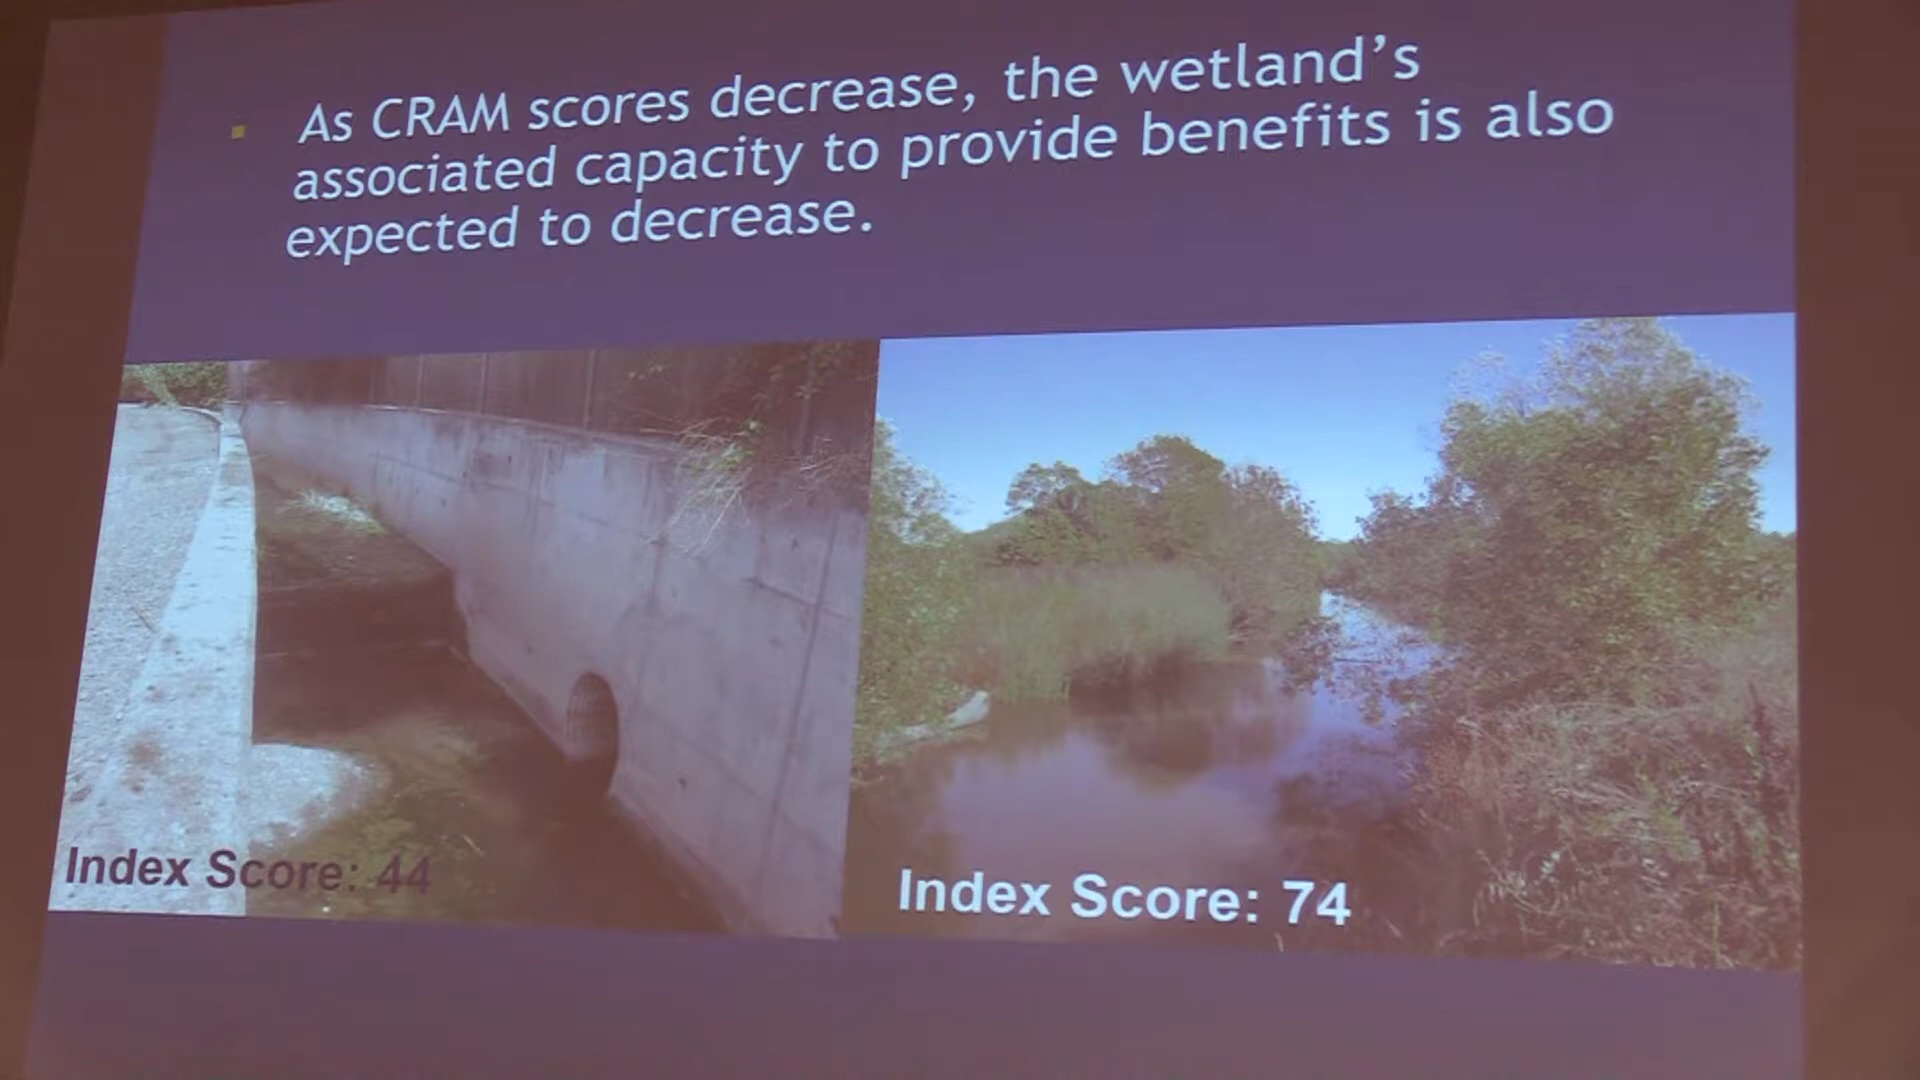 As CRAM scores decrease, the wetland’s
associated capacity to provide benefits is also
expected to decrease.
Index Score: 44
Index Score: 74